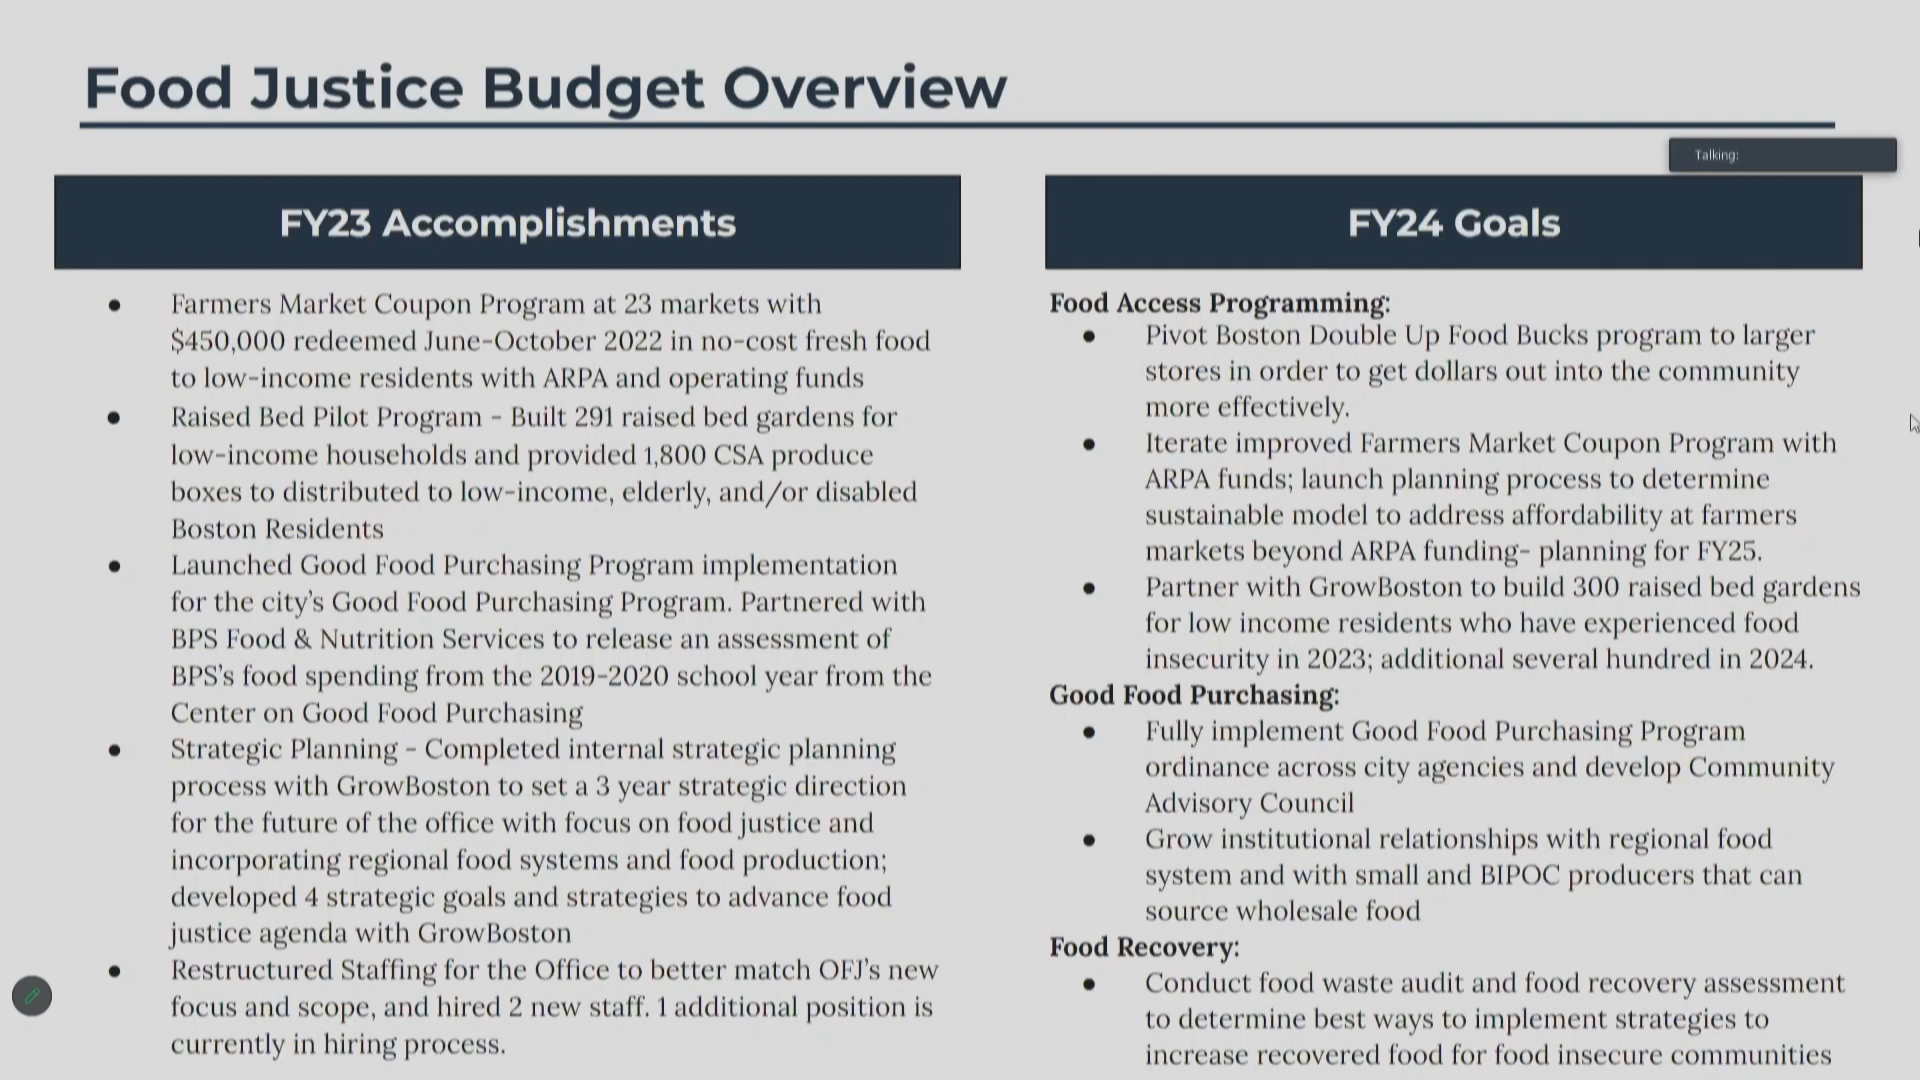 Food Justice Budget Overview
Talking:
FY23 Accomplishments
● Farmers Market Coupon Program at 23 markets with
$450,000 redeemed June-October 2022 in no-cost fresh food
to low-income residents with ARPA and operating funds
● Raised Bed Pilot Program - Built 291 raised bed gardens for
low-income households and provided 1,800 CSA produce
boxes to distributed to low-income, elderly, and/or disabled
Boston Residents
● Launched Good Food Purchasing Program implementation
for the city's Good Food Purchasing Program. Partnered with
BPS Food & Nutrition Services to release an assessment of
BPS's food spending from the 2019-2020 school year from the
Center on Good Food Purchasing
● Strategic Planning - Completed internal strategic planning
process with GrowBoston to set a 3 year strategic direction
for the future of the office with focus on food justice and
incorporating regional food systems and food production;
developed 4 strategic goals and strategies to advance food
justice agenda with GrowBoston
● Restructured Staffing for the Office to better match OFJ's new
focus and scope, and hired 2 new staff. 1 additional position is
currently in hiring process.
FY24 Goals
Food Access Programming:
● Pivot Boston Double Up Food Bucks program to larger
stores in order to get dollars out into the community
more effectively.
● Iterate improved Farmers Market Coupon Program with
ARPA funds; launch planning process to determine
sustainable model to address affordability at farmers
markets beyond ARPA funding- planning for FY25.
● Partner with GrowBoston to build 300 raised bed gardens
for low income residents who have experienced food
insecurity in 2023; additional several hundred in 2024.
Good Food Purchasing:
● Fully implement Good Food Purchasing Program
ordinance across city agencies and develop Community
Advisory Council
● Grow institutional relationships with regional food
system and with small and BIPOC producers that can
source wholesale food
Food Recovery:
● Conduct food waste audit and food recovery assessment
to determine best ways to implement strategies to
increase recovered food for food insecure communities